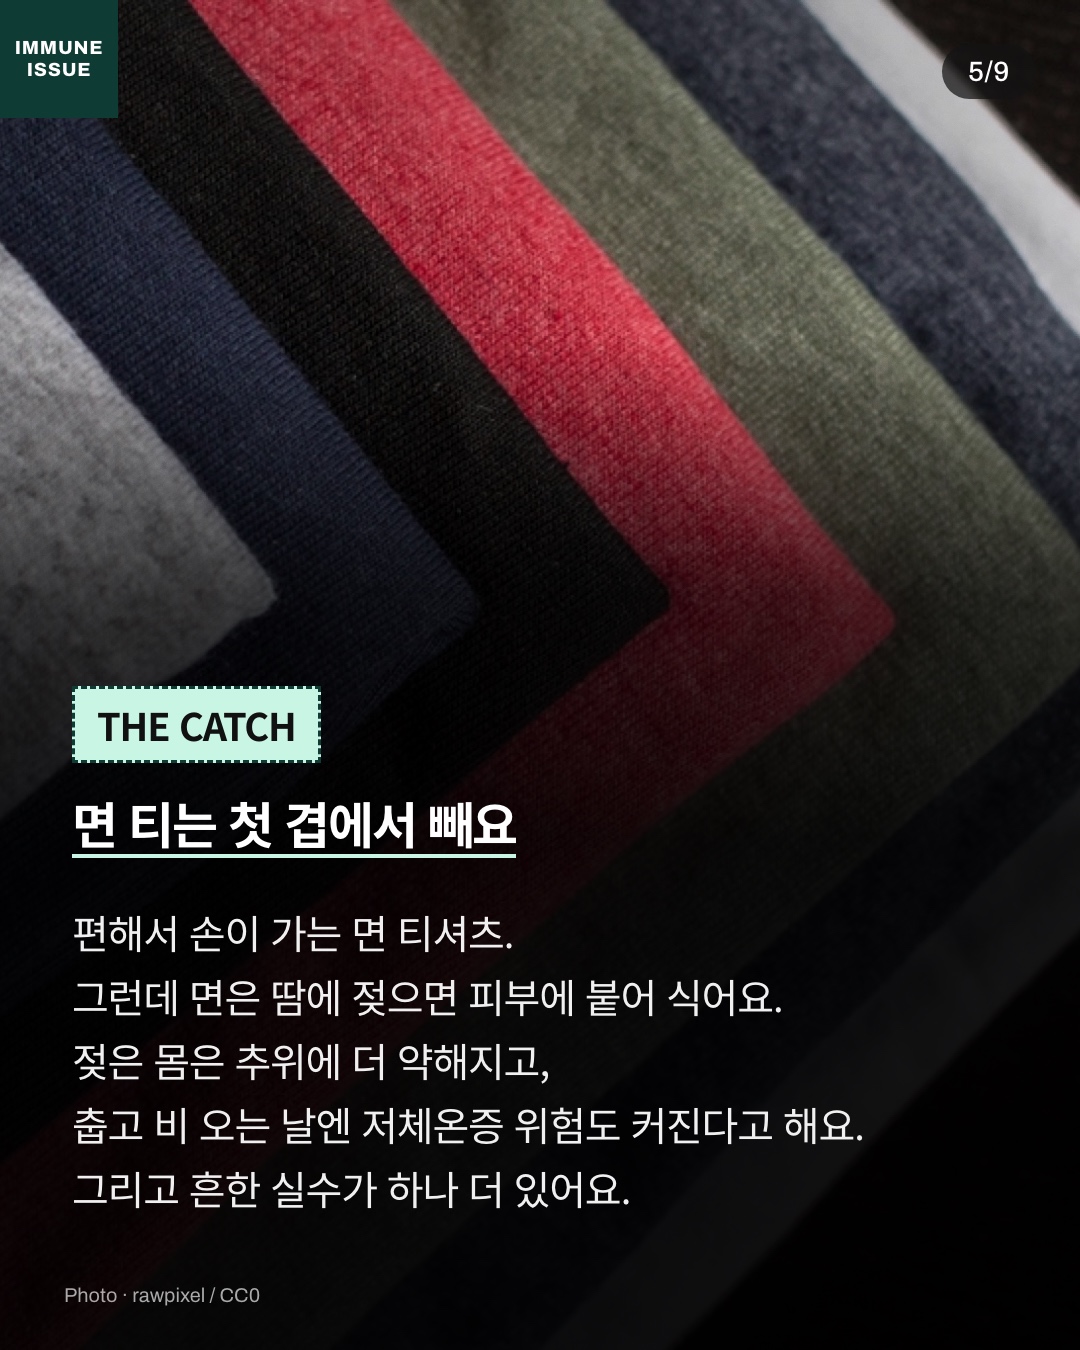 IMMUNE
ISSUE
5/9
THE CATCH
면 티는 첫 겹에서 빼요
편해서 손이 가는 면 티셔츠.
그런데 면은 땀에 젖으면 피부에 붙어 식어요.
젖은 몸은 추위에 더 약해지고,
춥고 비 오는 날엔 저체온증 위험도 커진다고 해요.
그리고 흔한 실수가 하나 더 있어요.
Photo · rawpixel / CC0